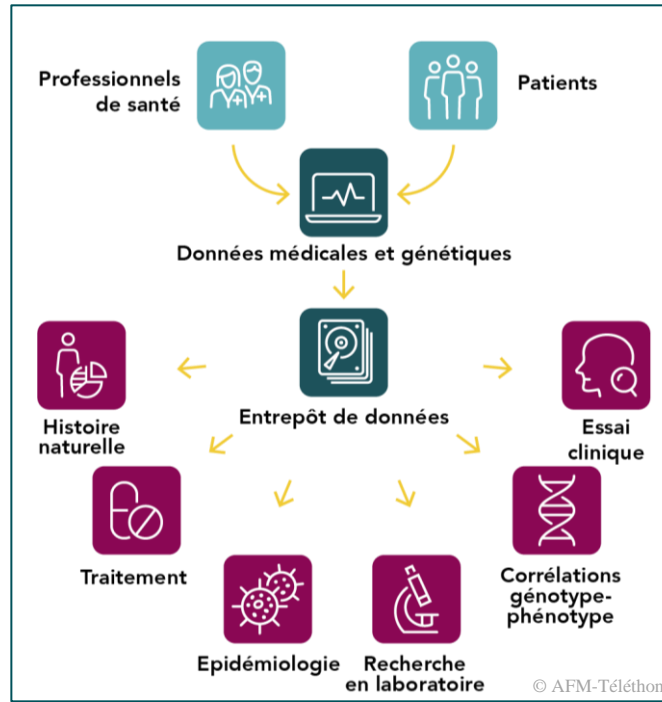 Professionnels
de santé
Patients
Données médicales et génétiques
Entrepôt de données
Histoire
naturelle
Essai
clinique
Traitement
Corrélations
génotype-
phénotype
Epidémiologie
Recherche
en laboratoire
© AFM-Téléthon